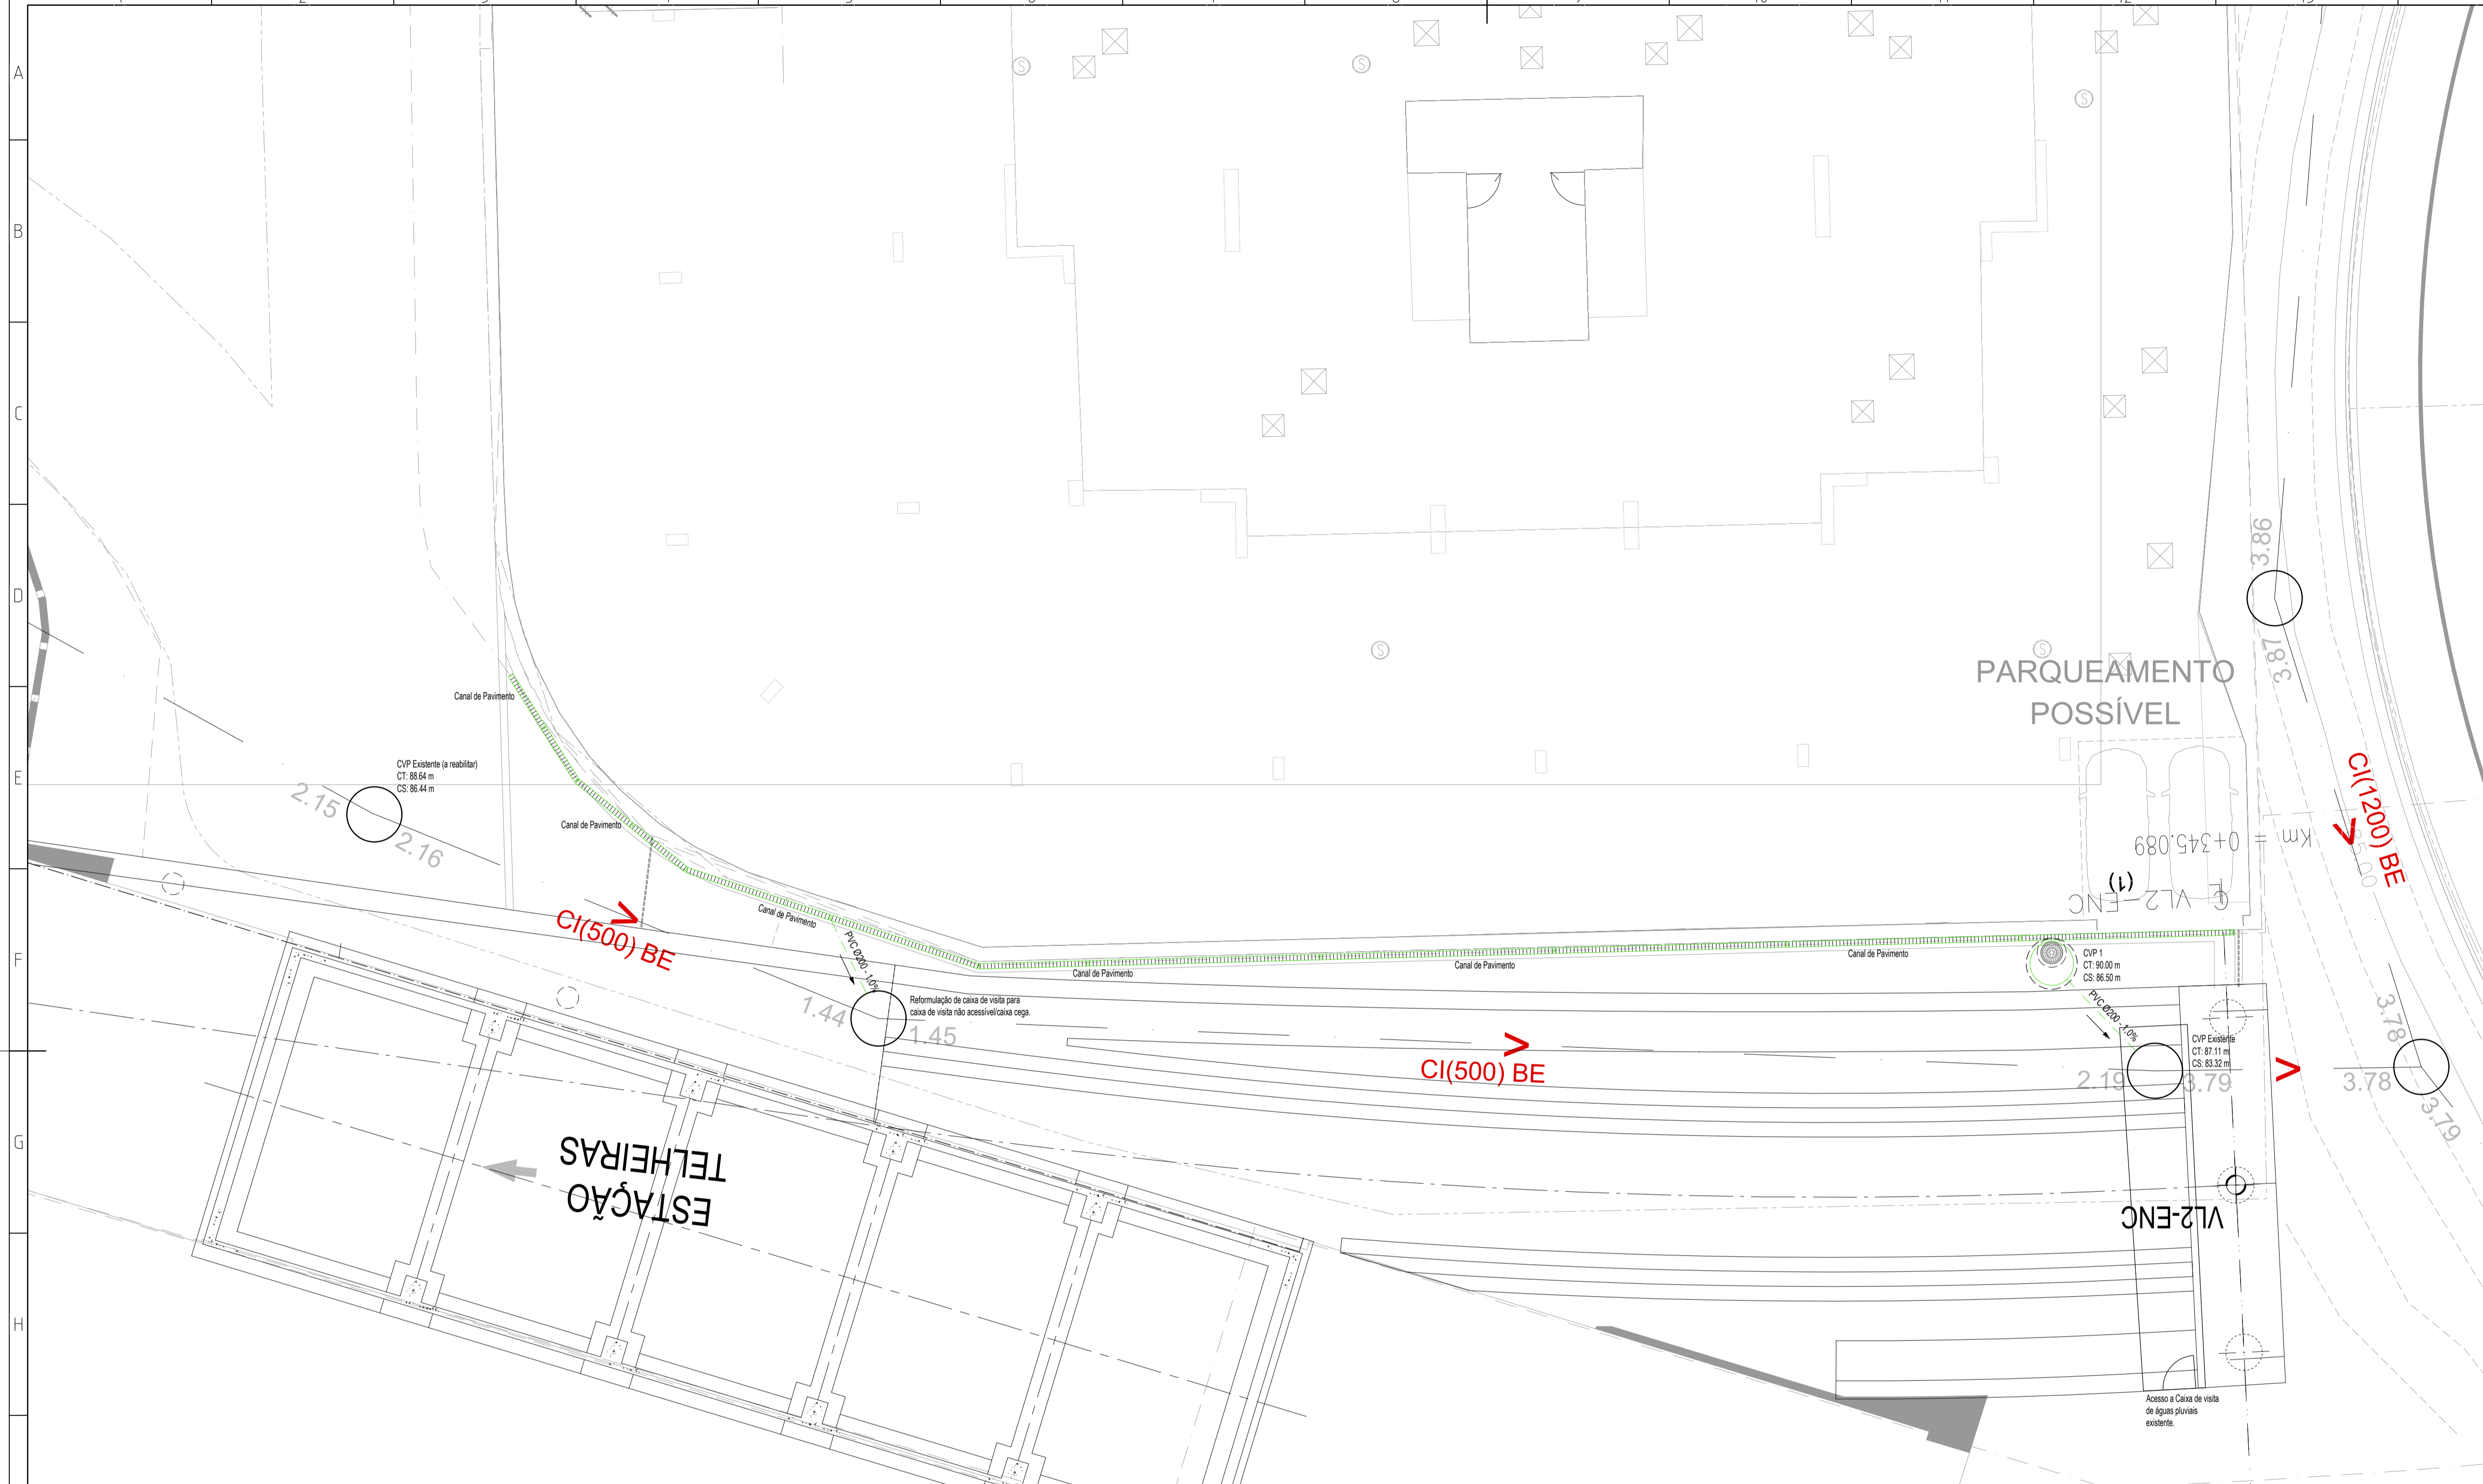 A
B
C
D
E
F
G
H
S
S
S
S
S
3.86
3.87
PARQUEAMENTO
POSSÍVEL
Canal de Pavimento
CVP Existente (a reabilitar)
CT: 88.64 m
CS: 86.44 m
2.15
2.16
Canal de Pavimento
CI(1200) BE
Km = 0+345.089
(1)
VL2-ENC
CI(500) BE
Canal de Pavimento
PVC Ø200 - 1,0%
Canal de Pavimento
Canal de Pavimento
Canal de Pavimento
CVP 1
CT: 90.00 m
CS: 86.50 m
PVC Ø200 - 1,0%
Reformulação de caixa de visita para
caixa de visita não acessível/caixa cega.
1.44
1.45
CI(500) BE
CVP Existente
CT: 87.11 m
CS: 83.32 m
2.19
3.79
3.78
3.78
3.79
ESTAÇÃO
TELHEIRAS
VL2-ENC
Acesso a Caixa de visita
de águas pluviais
existente.